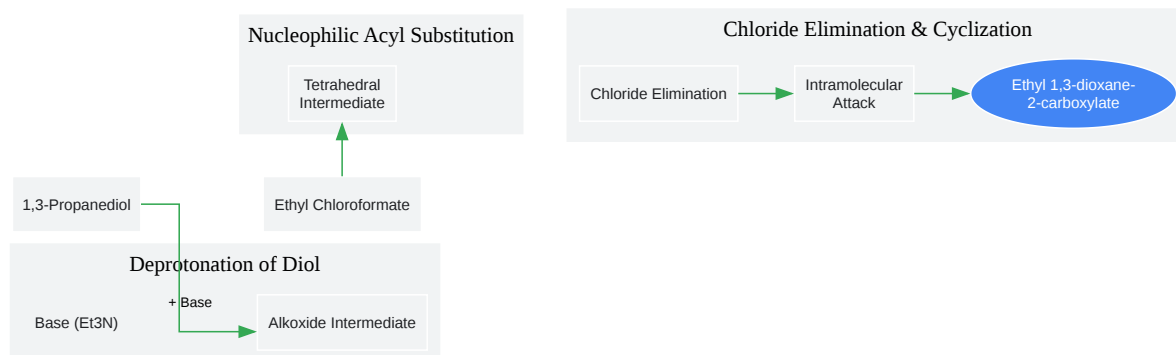 Nucleophilic Acyl Substitution
Tetrahedral
Intermediate
Chloride Elimination & Cyclization
Chloride Elimination
Intramolecular
Attack
Ethyl 1,3-dioxane-
2-carboxylate
1,3-Propanediol
Ethyl Chloroformate
Deprotonation of Diol
+ Base
Base (Et3N)
Alkoxide Intermediate